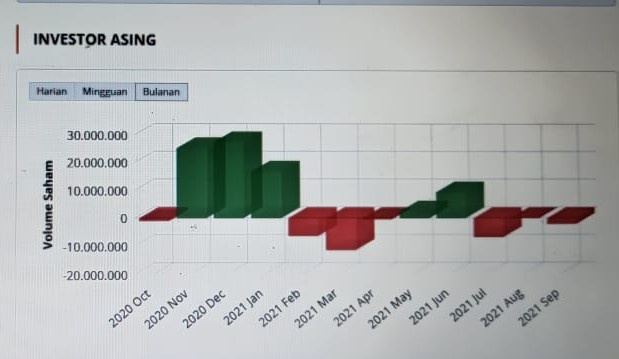 INVESTOR ASING
Harian Mingguan Bulanan
Volume Saham
30.000.000
20.000.000
10.000.000
0
-10.000.000
-20.000.000
2020 Oct
2020 Nov
2020 Dec
2021 Jan
2021 Feb
2021 Mar
2021 Apr
2021 May
2021 Jun
2021 Jul
2021 Aug
2021 Sep